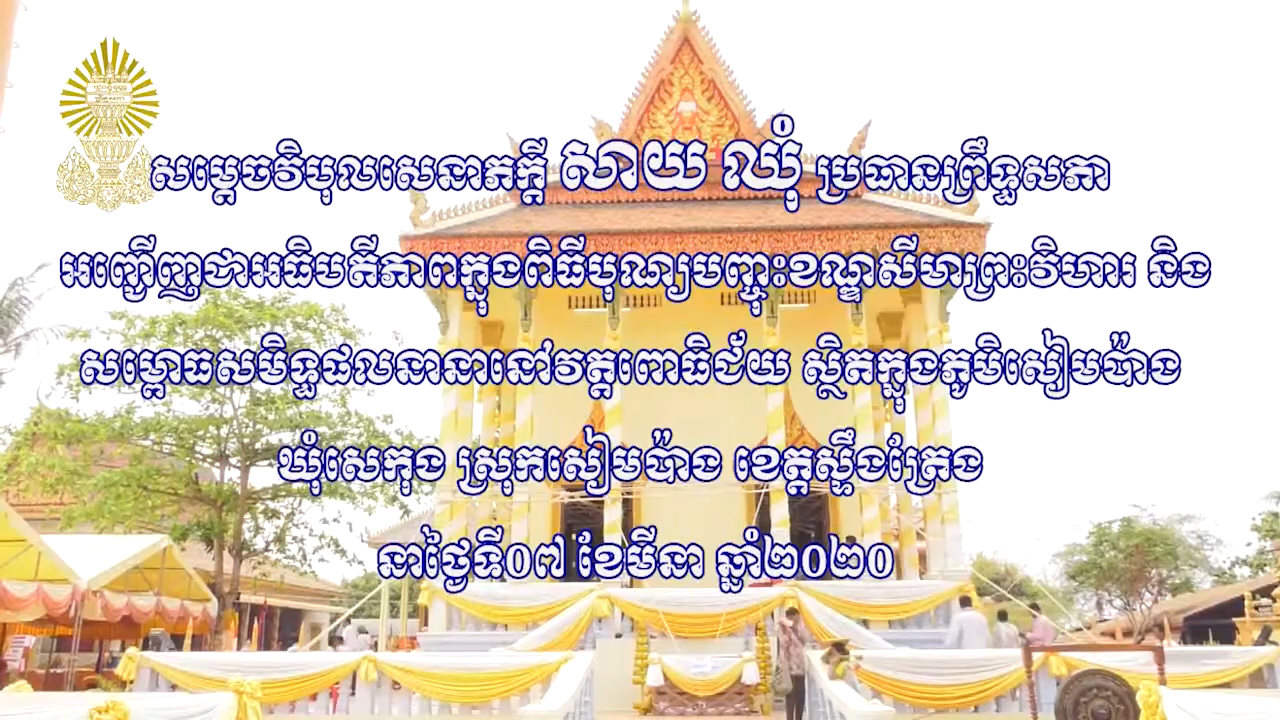 សម្តេចវិបុលសេនាភក្តី សាយ ឈុំ ប្រធានព្រឹទ្ធសភា
អញ្ជើញជាអធិបតីភាពក្នុងពិធីបុណ្យបញ្ចុះខណ្ឌសីមាព្រះវិហារ និង
សម្ពោធសមិទ្ធផលនានានៅវត្តពោធិជ័យ ស្ថិតក្នុងភូមិសៀមប៉ាង
ឃុំសេកុង ស្រុកសៀមប៉ាង ខេត្តស្ទឹងត្រែង
នាថ្ងៃទី០៧ ខែមីនា ឆ្នាំ២០២០